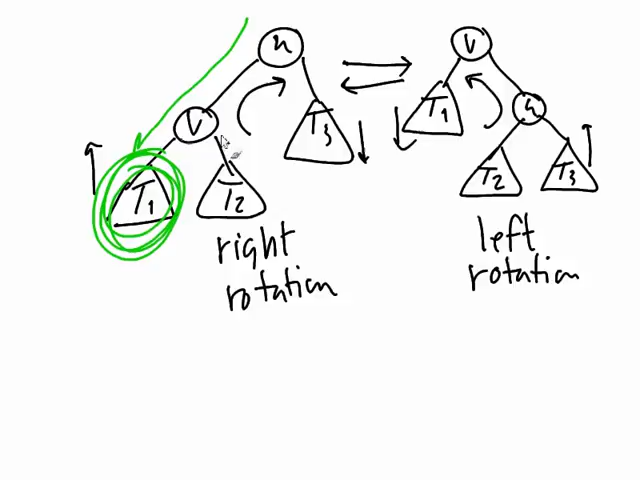 u
v
T1
T2
T3
right
rotation
v
u
T1
T2
T3
left
rotation